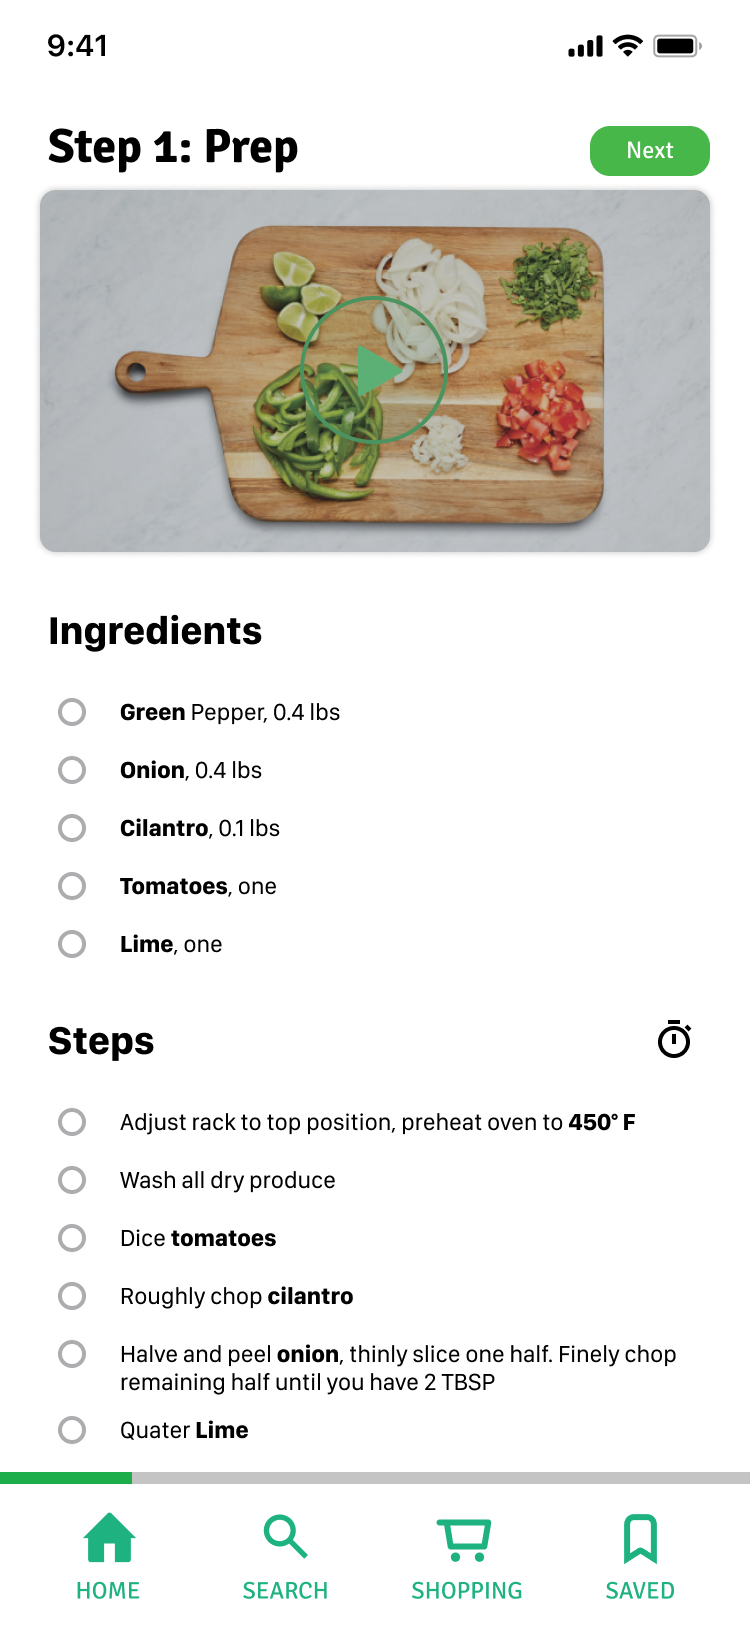 9:41
Step 1: Prep
Next
Ingredients
Green Pepper, 0.4 lbs
Onion, 0.4 lbs
Cilantro, 0.1 lbs
Tomatoes, one
Lime, one
Steps
Adjust rack to top position, preheat oven to 450° F
Wash all dry produce
Dice tomatoes
Roughly chop cilantro
Halve and peel onion, thinly slice one half. Finely chop
remaining half until you have 2 TBSP
Quater Lime
HOME
SEARCH
SHOPPING
SAVED